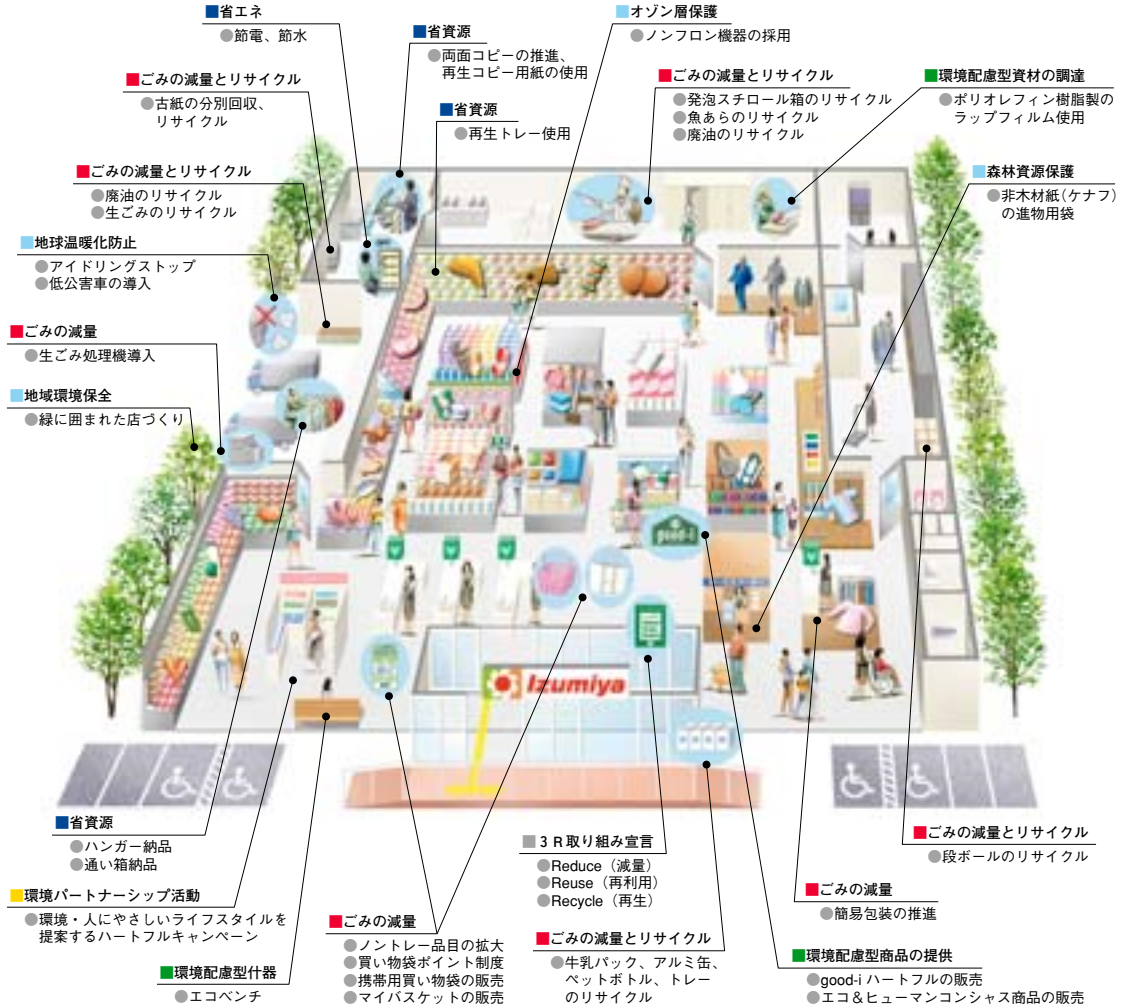 ■省エネ
●節電、節水
■省資源
●両面コピーの推進、
再生コピー用紙の使用
■オゾン層保護
●ノンフロン機器の採用
■ごみの減量とリサイクル
●古紙の分別回収、
リサイクル
■省資源
●再生トレー使用
■ごみの減量とリサイクル
●発泡スチロール箱のリサイクル
●魚あらのリサイクル
●廃油のリサイクル
■環境配慮型資材の調達
●ポリオレフィン樹脂製の
ラップフィルム使用
■ごみの減量とリサイクル
●廃油のリサイクル
●生ごみのリサイクル
■森林資源保護
●非木材紙(ケナフ)
の進物用袋
■地球温暖化防止
●アイドリングストップ
●低公害車の導入
■ごみの減量
●生ごみ処理機導入
■地域環境保全
●緑に囲まれた店づくり
good-i
Izumiya
■省資源
●ハンガー納品
●通い箱納品
■環境パートナーシップ活動
●環境・人にやさしいライフスタイルを
提案するハートフルキャンペーン
■環境配慮型什器
●エコベンチ
■ごみの減量
●ノントレー品目の拡大
●買い物袋ポイント制度
●携帯用買い物袋の販売
●マイバスケットの販売
■3R取り組み宣言
●Reduce（減量）
●Reuse（再利用）
●Recycle（再生）
■ごみの減量とリサイクル
●牛乳パック、アルミ缶、
ペットボトル、トレー
のリサイクル
■ごみの減量とリサイクル
●段ボールのリサイクル
■ごみの減量
●簡易包装の推進
■環境配慮型商品の提供
●good-i ハートフルの販売
●エコ＆ヒューマンコンシャス商品の販売